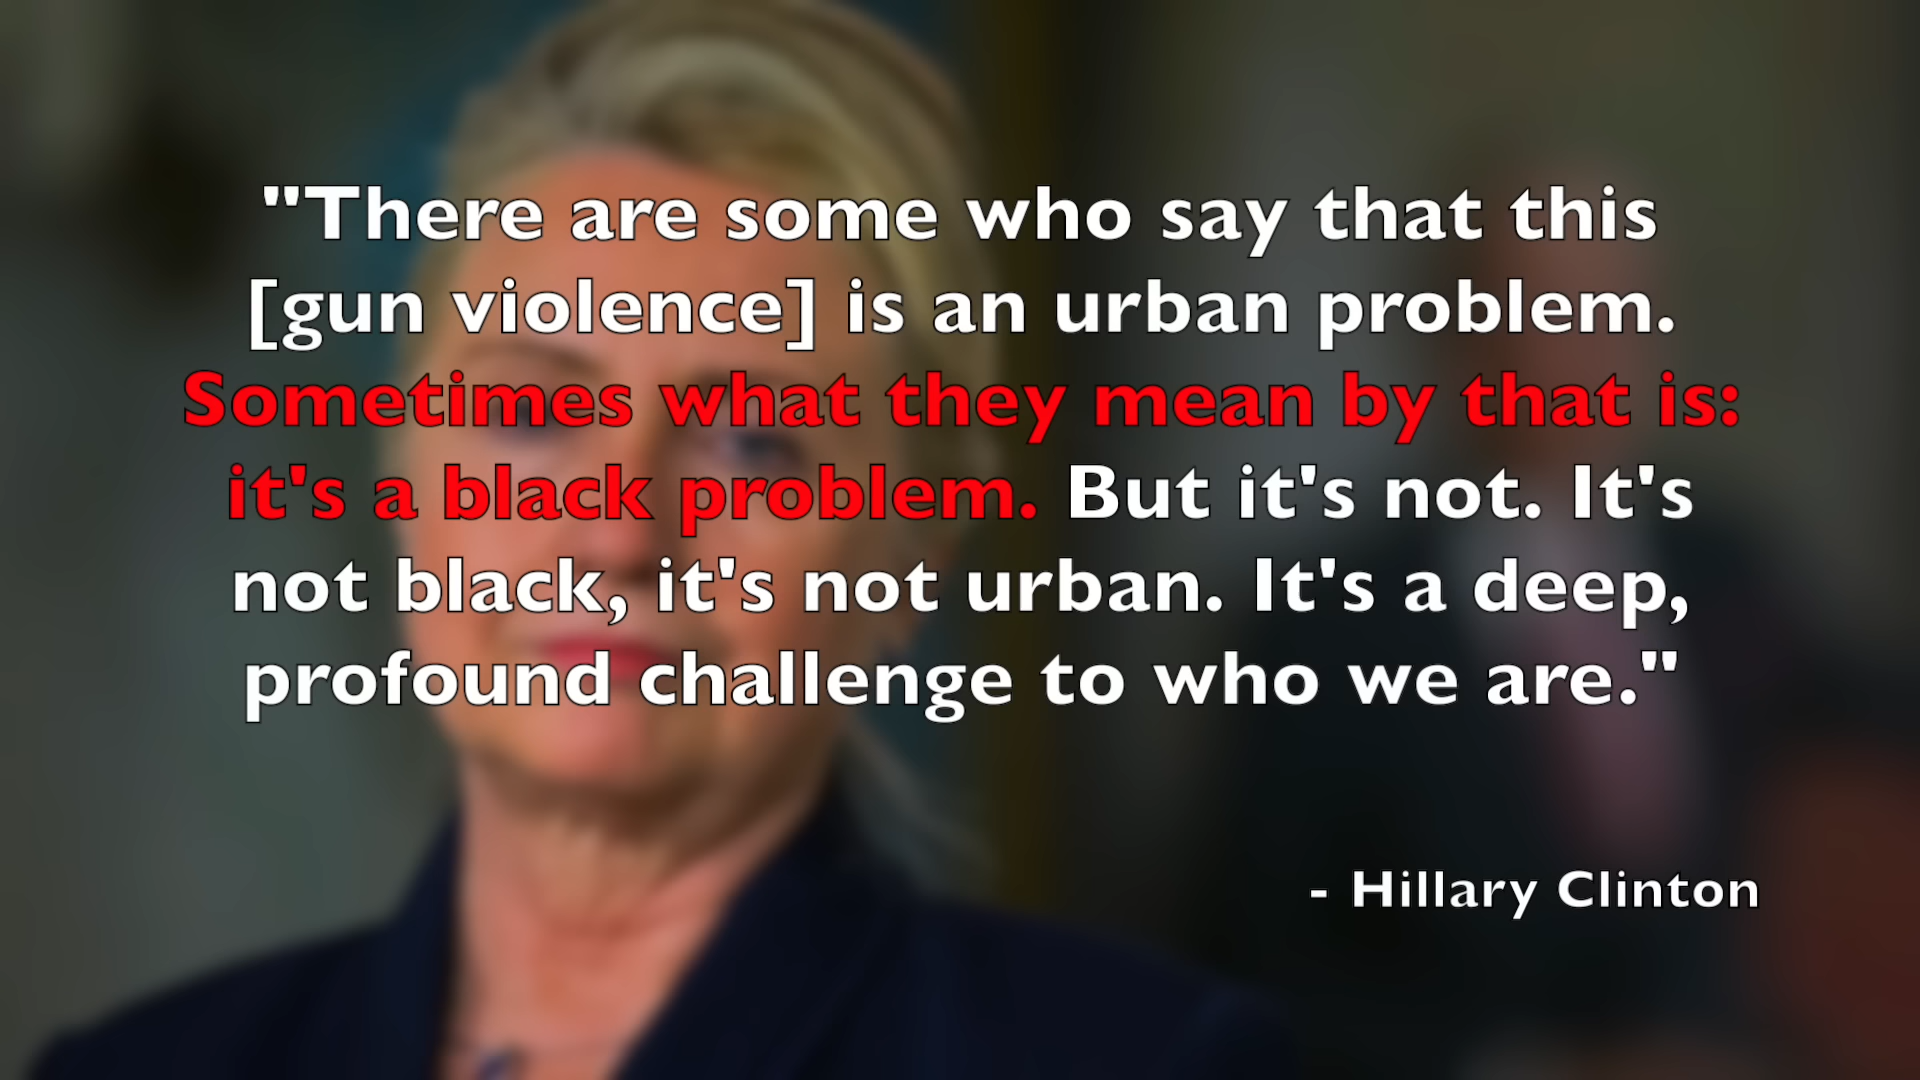 "There are some who say that this
[gun violence] is an urban problem.
Sometimes what they mean by that is:
it's a black problem. But it's not. It's
not black, it's not urban. It's a deep,
profound challenge to who we are."
- Hillary Clinton